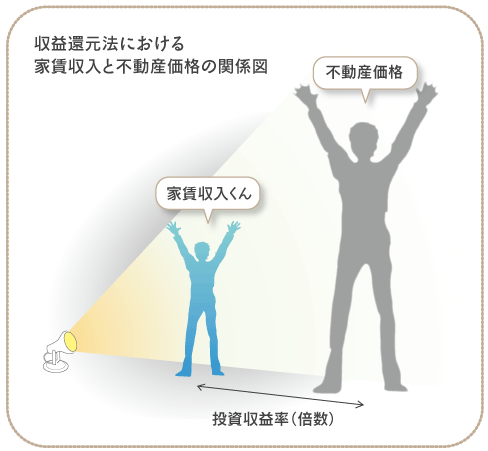 収益還元法における
家賃収入と不動産価格の関係図
不動産価格
家賃収入くん
投資収益率（倍数）